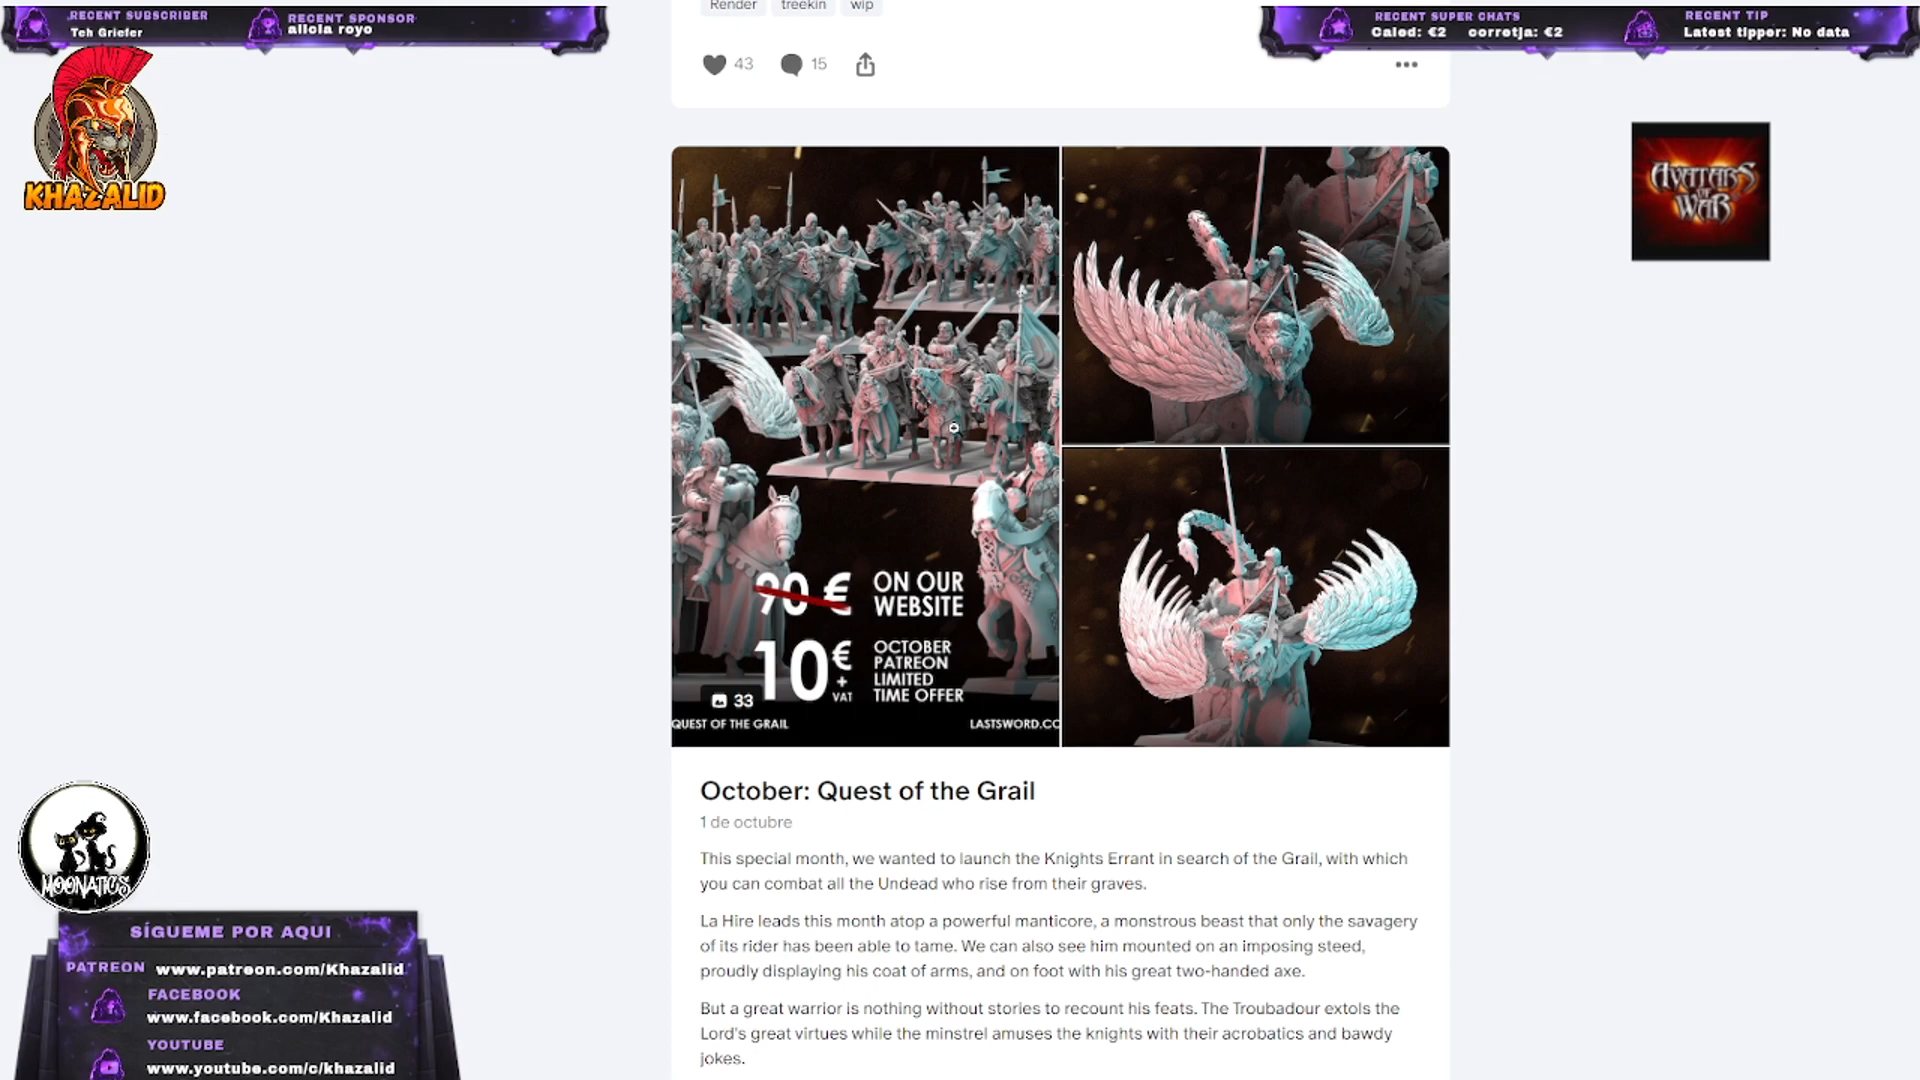 RECENT SUBSCRIBER
Teh Griefer
RECENT SPONSOR
alicia royo
RECENT SUPER CHATS
Caled: €2 corretja: €2
RECENT TIP
Latest tipper: No data
Render treekin wip
43 15
KHAZALID
AVATARS
OF
WAR
90 € ON OUR
WEBSITE
10 € + VAT
OCTOBER
PATREON
LIMITED
TIME OFFER
33
QUEST OF THE GRAIL
LASTSWORD.CO
October: Quest of the Grail
1 de octubre
This special month, we wanted to launch the Knights Errant in search of the Grail, with which
you can combat all the Undead who rise from their graves.
La Hire leads this month atop a powerful manticore, a monstrous beast that only the savagery
of its rider has been able to tame. We can also see him mounted on an imposing steed,
proudly displaying his coat of arms, and on foot with his great two-handed axe.
But a great warrior is nothing without stories to recount his feats. The Troubadour extols the
Lord's great virtues while the minstrel amuses the knights with their acrobatics and bawdy
jokes.
MOONATICS
SÍGUEME POR AQUI
PATREON www.patreon.com/Khazalid
FACEBOOK
www.facebook.com/Khazalid
YOUTUBE
www.youtube.com/c/khazalid